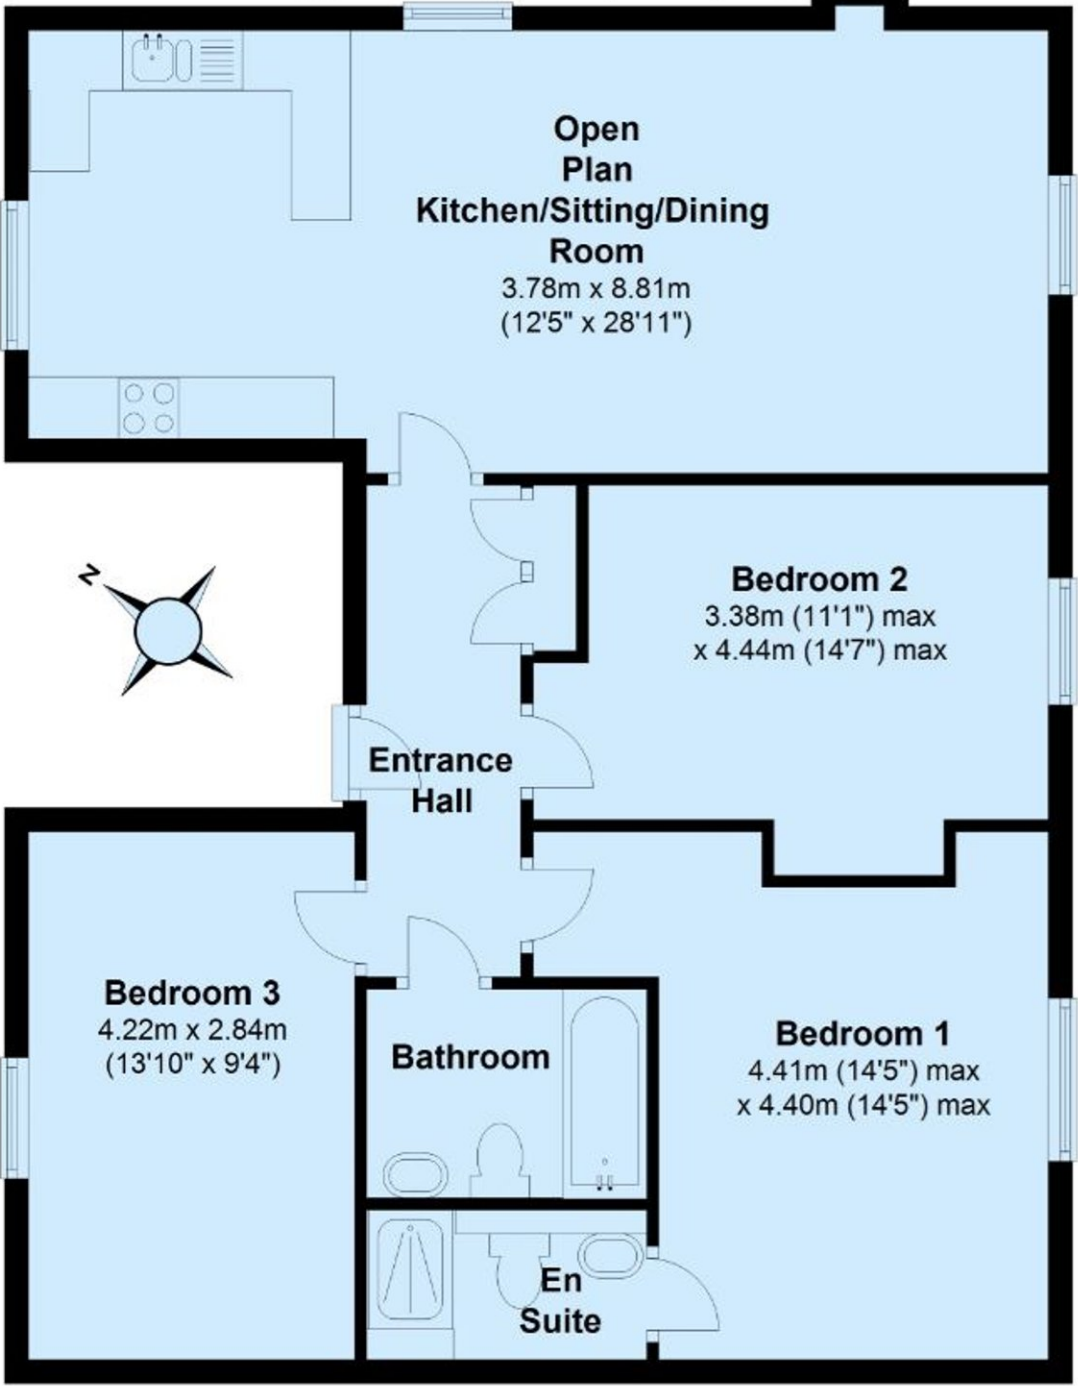 Open
Plan
Kitchen/Sitting/Dining
Room
3.78m x 8.81m
(12'5" x 28'11")
N
Bedroom 2
3.38m (11'1") max
x 4.44m (14'7") max
Entrance
Hall
Bedroom 3
4.22m x 2.84m
(13'10" x 9'4")
Bathroom
Bedroom 1
4.41m (14'5") max
x 4.40m (14'5") max
En
Suite